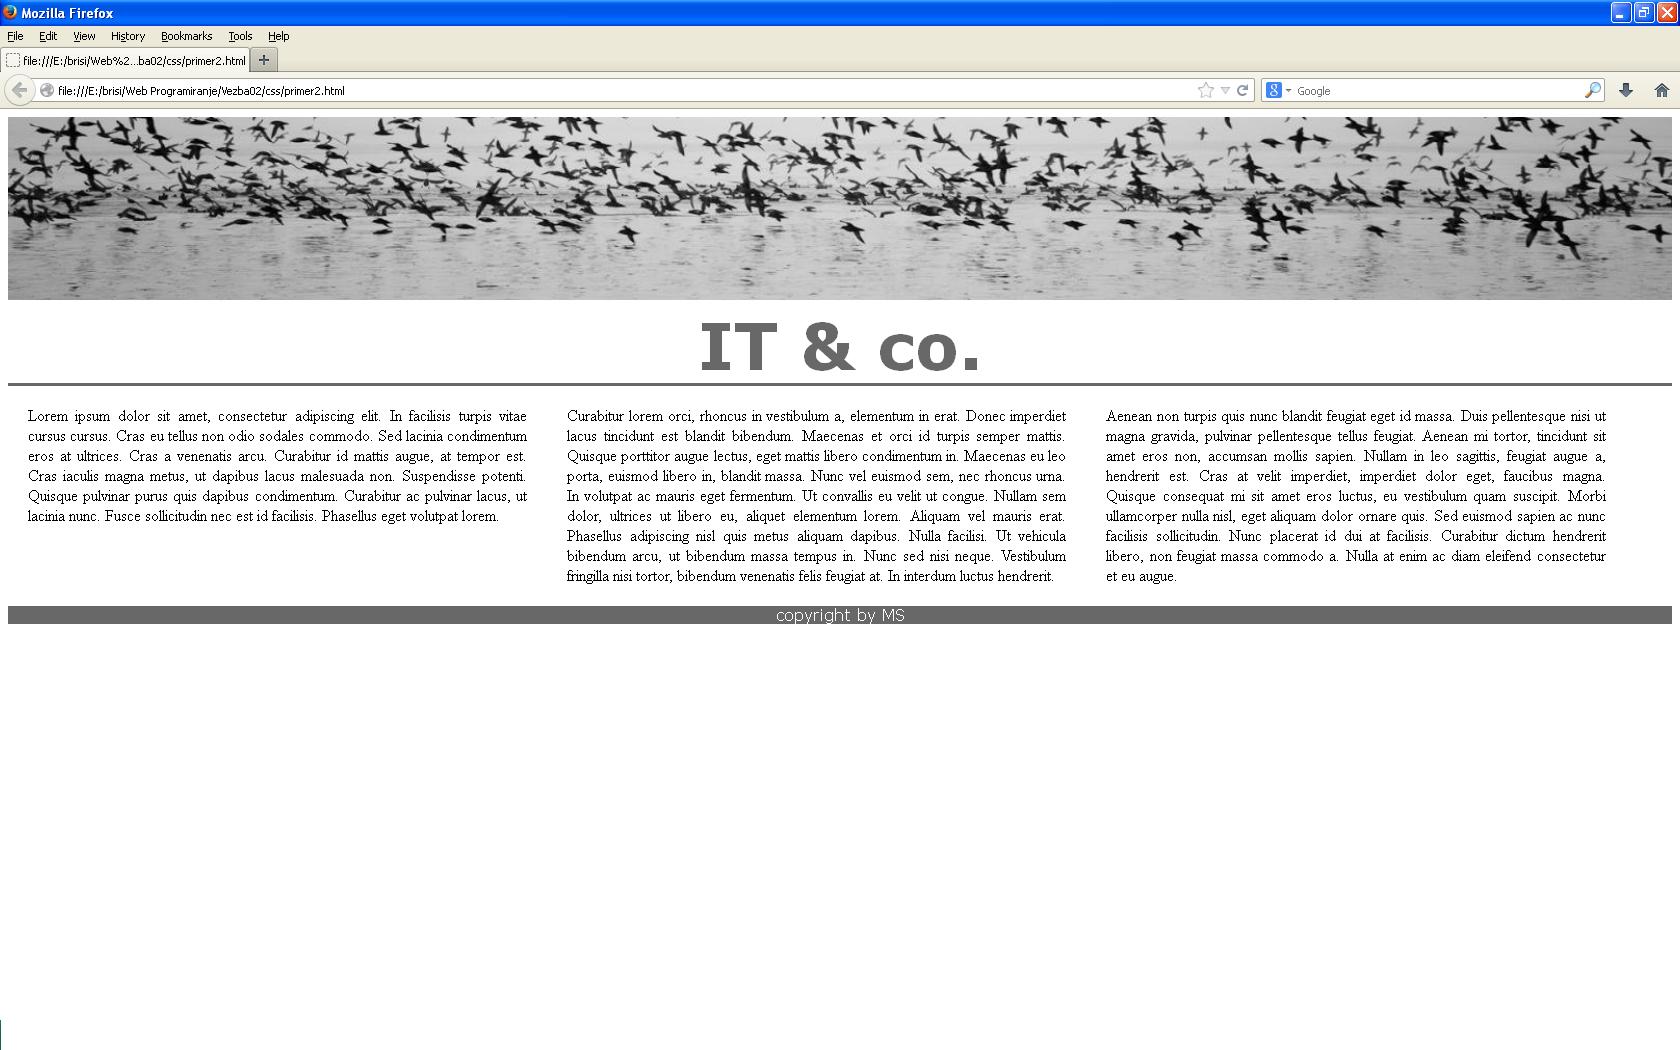 Mozilla Firefox
File Edit View History Bookmarks Tools Help
file:///E:/brisi/Web%2...ba02/css/primer2.html
file:///E:/brisi/Web Programiranje/Vezba02/css/primer2.html
Google
IT & co.
Lorem ipsum dolor sit amet, consectetur adipiscing elit. In facilisis turpis vitae
cursus cursus. Cras eu tellus non odio sodales commodo. Sed lacinia condimentum
eros at ultrices. Cras a venenatis arcu. Curabitur id mattis augue, at tempor est.
Cras iaculis magna metus, ut dapibus lacus malesuada non. Suspendisse potenti.
Quisque pulvinar purus quis dapibus condimentum. Curabitur ac pulvinar lacus, ut
lacinia nunc. Fusce sollicitudin nec est id facilisis. Phasellus eget volutpat lorem.
Curabitur lorem orci, rhoncus in vestibulum a, elementum in erat. Donec imperdiet
lacus tincidunt est blandit bibendum. Maecenas et orci id turpis semper mattis.
Quisque porttitor augue lectus, eget mattis libero condimentum in. Maecenas eu leo
porta, euismod libero in, blandit massa. Nunc vel euismod sem, nec rhoncus urna.
In volutpat ac mauris eget fermentum. Ut convallis eu velit ut congue. Nullam sem
dolor, ultrices ut libero eu, aliquet elementum lorem. Aliquam vel mauris erat.
Phasellus adipiscing nisl quis metus aliquam dapibus. Nulla facilisi. Ut vehicula
bibendum arcu, ut bibendum massa tempus in. Nunc sed nisi neque. Vestibulum
fringilla nisi tortor, bibendum venenatis felis feugiat at. In interdum luctus hendrerit.
Aenean non turpis quis nunc blandit feugiat eget id massa. Duis pellentesque nisi ut
magna gravida, pulvinar pellentesque tellus feugiat. Aenean mi tortor, tincidunt sit
amet eros non, accumsan mollis sapien. Nullam in leo sagittis, feugiat augue a,
hendrerit est. Cras at velit imperdiet, imperdiet dolor eget, faucibus magna.
Quisque consequat mi sit amet eros luctus, eu vestibulum quam suscipit. Morbi
ullamcorper nulla nisl, eget aliquam dolor ornare quis. Sed euismod sapien ac nunc
facilisis sollicitudin. Nunc placerat id dui at facilisis. Curabitur dictum hendrerit
libero, non feugiat massa commodo a. Nulla at enim ac diam eleifend consectetur
et eu augue.
copyright by MS